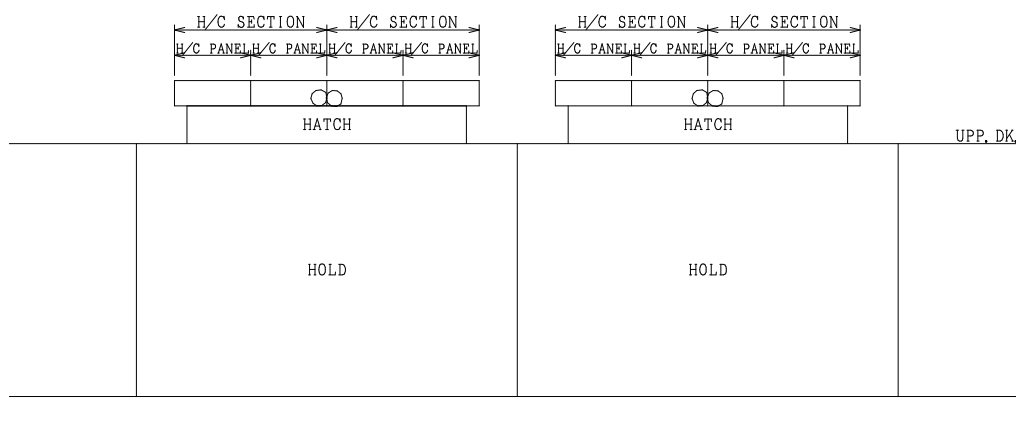 H/C SECTION H/C SECTION H/C SECTION H/C SECTION
H/C PANEL H/C PANEL H/C PANEL H/C PANEL H/C PANEL H/C PANEL H/C PANEL H/C PANEL
HATCH HATCH
UPP. DK.
HOLD HOLD